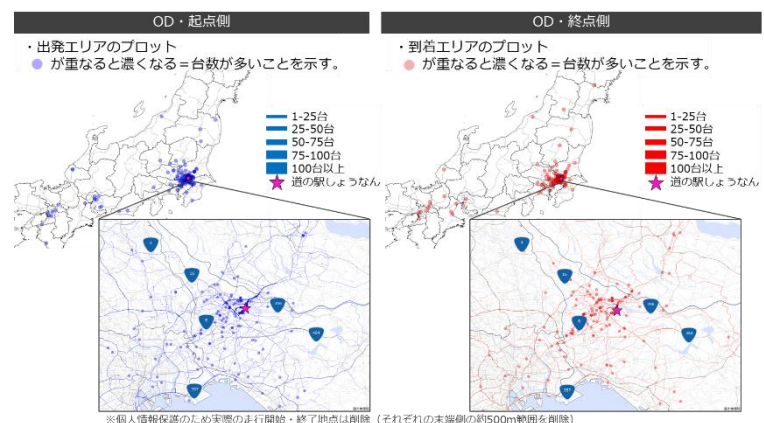 OD・起点側
・出発エリアのプロット
が重なると濃くなる＝台数が多いことを示す。
1-25台
25-50台
50-75台
75-100台
100台以上
道の駅しょうなん
OD・終点側
・到着エリアのプロット
が重なると濃くなる＝台数が多いことを示す。
1-25台
25-50台
50-75台
75-100台
100台以上
道の駅しょうなん
※個人情報保護のため実際の走行開始・終了地点は削除（それぞれの末端側の約500m範囲を削除）